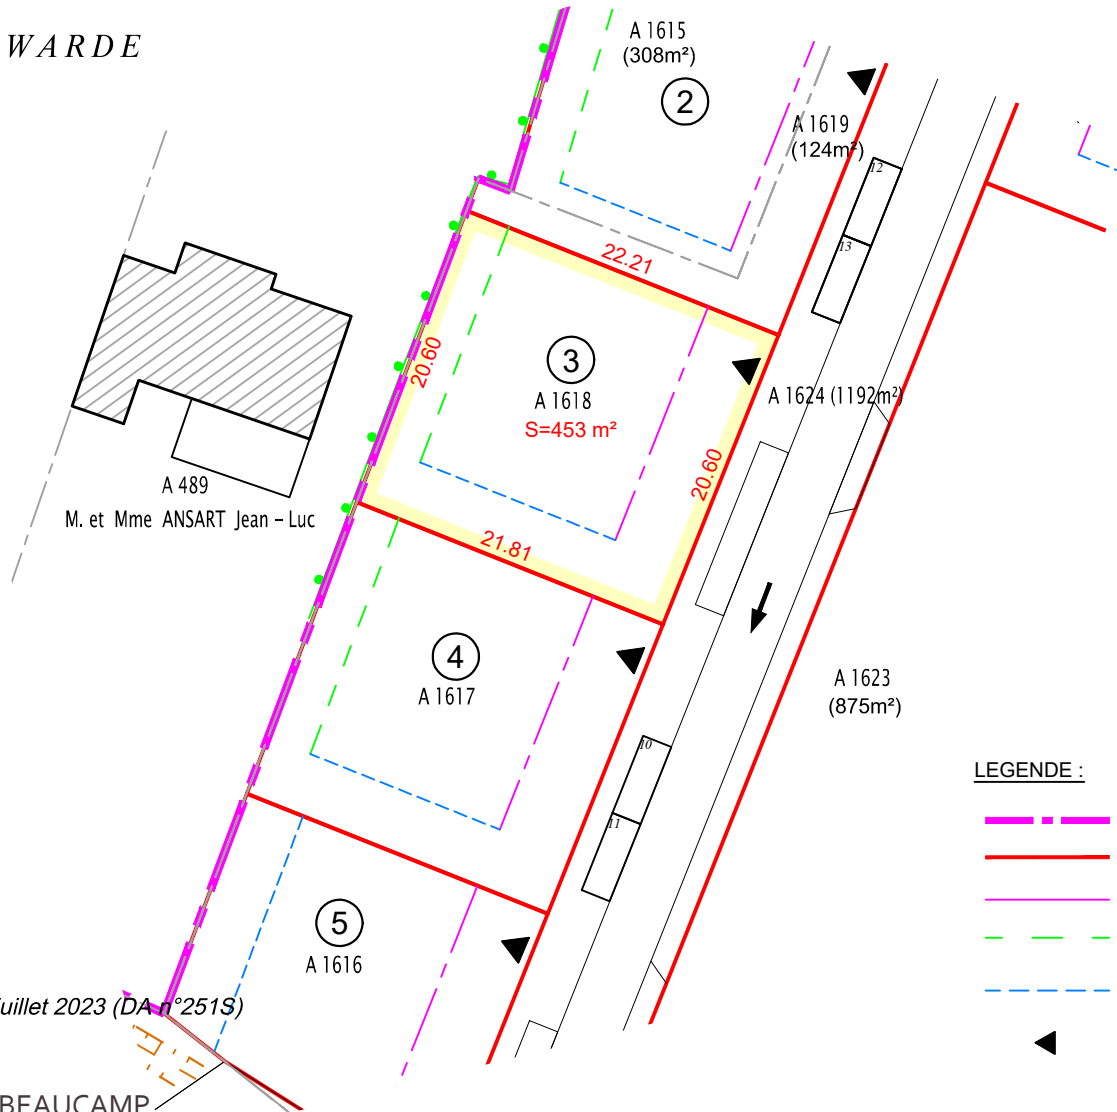 WARDE
A 1615
(308m²)
2
A 1619
(124m²)
12
13
22.21
20.60
3
A 1618
S=453 m²
A 1624 (1192m²)
20.60
A 489
M. et Mme ANSART Jean – Luc
21.81
4
A 1617
A 1623
(875m²)
10
11
LEGENDE :
5
A 1616
uillet 2023 (DA n°251S)
BEAUCAMP